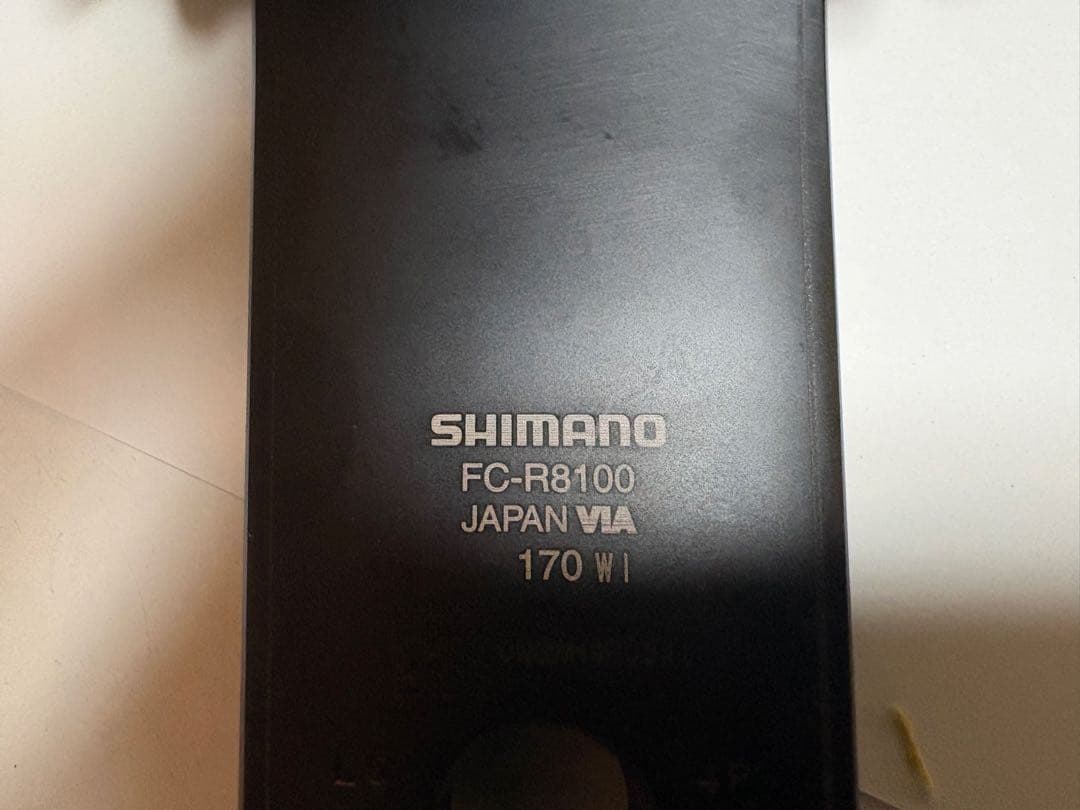 SHIMANO
FC-R8100
JAPAN VIA
170 WI